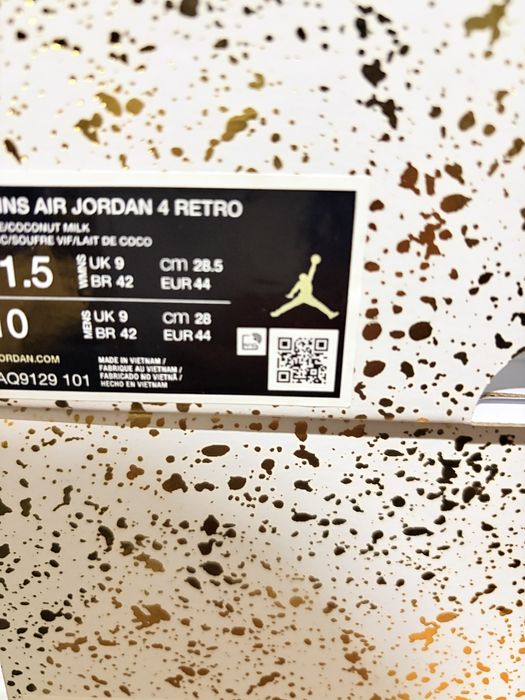 NS AIR JORDAN 4 RETRO
E/COCONUT MILK
C/SOUFRE VIF/LAIT DE COCO
1.5 WMNS UK 9 cm 28.5
BR 42 EUR 44
10 MENS UK 9 cm 28
BR 42 EUR 44
ORDAN.COM
AQ9129 101
MADE IN VIETNAM /
FABRIQUE AU VIETNAM /
FABRICADO NO VIETNÃ /
HECHO EN VIETNAM